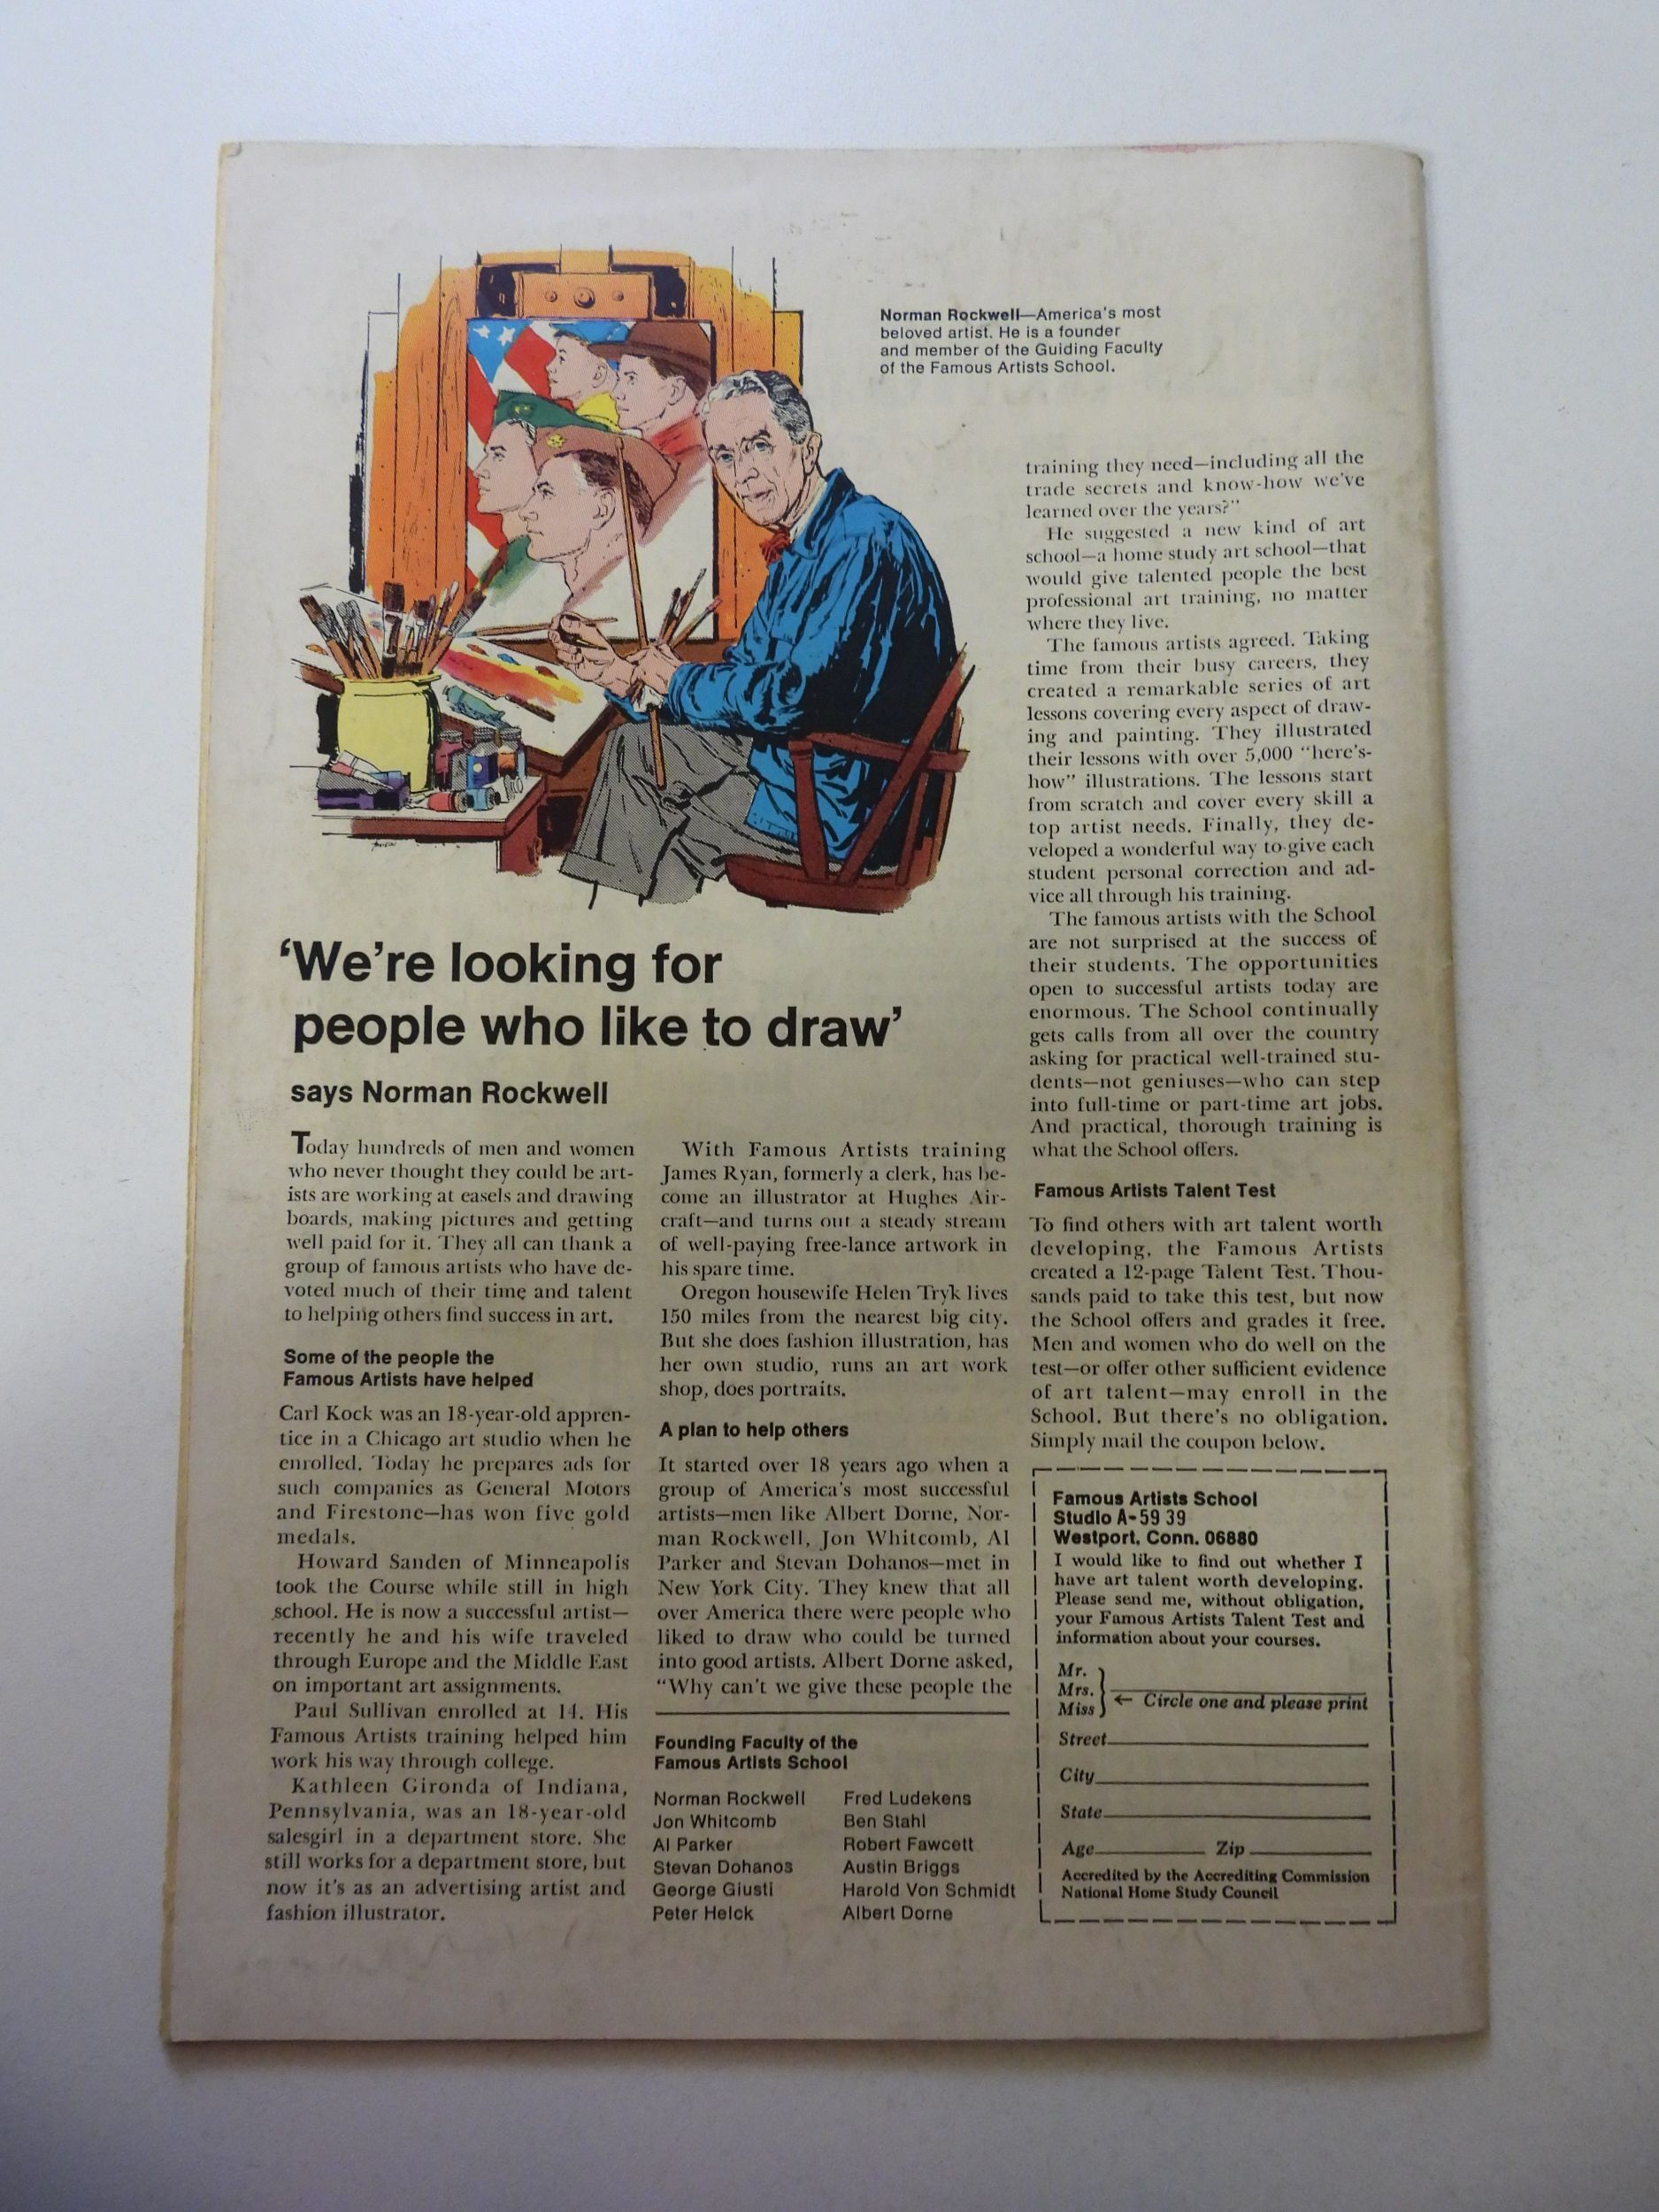 Norman Rockwell—America's most
beloved artist. He is a founder
and member of the Guiding Faculty
of the Famous Artists School.
'We're looking for
people who like to draw'
says Norman Rockwell
Today hundreds of men and women
who never thought they could be art-
ists are working at easels and drawing
boards, making pictures and getting
well paid for it. They all can thank a
group of famous artists who have de-
voted much of their time and talent
to helping others find success in art.
Some of the people the
Famous Artists have helped
Carl Kock was an 18-year-old appren-
tice in a Chicago art studio when he
enrolled. Today he prepares ads for
such companies as General Motors
and Firestone—has won five gold
medals.
Howard Sanden of Minneapolis
took the Course while still in high
school. He is now a successful artist—
recently he and his wife traveled
through Europe and the Middle East
on important art assignments.
Paul Sullivan enrolled at 14. His
Famous Artists training helped him
work his way through college.
Kathleen Gironda of Indiana,
Pennsylvania, was an 18-year-old
salesgirl in a department store. She
still works for a department store, but
now it's as an advertising artist and
fashion illustrator.
With Famous Artists training
James Ryan, formerly a clerk, has be-
come an illustrator at Hughes Air-
craft—and turns out a steady stream
of well-paying free-lance artwork in
his spare time.
Oregon housewife Helen Tryk lives
150 miles from the nearest big city.
But she does fashion illustration, has
her own studio, runs an art work
shop, does portraits.
A plan to help others
It started over 18 years ago when a
group of America's most successful
artists—men like Albert Dorne, Nor-
man Rockwell, Jon Whitcomb, Al
Parker and Stevan Dohanos—met in
New York City. They knew that all
over America there were people who
liked to draw who could be turned
into good artists. Albert Dorne asked,
"Why can't we give these people the
Founding Faculty of the
Famous Artists School
Norman Rockwell
Jon Whitcomb
Al Parker
Stevan Dohanos
George Giusti
Peter Helck
Fred Ludekens
Ben Stahl
Robert Fawcett
Austin Briggs
Harold Von Schmidt
Albert Dorne
training they need—including all the
trade secrets and know-how we've
learned over the years?"
He suggested a new kind of art
school—a home study art school—that
would give talented people the best
professional art training, no matter
where they live.
The famous artists agreed. Taking
time from their busy careers, they
created a remarkable series of art
lessons covering every aspect of draw-
ing and painting. They illustrated
their lessons with over 5,000 "here's-
how" illustrations. The lessons start
from scratch and cover every skill a
top artist needs. Finally, they de-
veloped a wonderful way to give each
student personal correction and ad-
vice all through his training.
The famous artists with the School
are not surprised at the success of
their students. The opportunities
open to successful artists today are
enormous. The School continually
gets calls from all over the country
asking for practical well-trained stu-
dents—not geniuses—who can step
into full-time or part-time art jobs.
And practical, thorough training is
what the School offers.
Famous Artists Talent Test
To find others with art talent worth
developing, the Famous Artists
created a 12-page Talent Test. Thou-
sands paid to take this test, but now
the School offers and grades it free.
Men and women who do well on the
test—or offer other sufficient evidence
of art talent—may enroll in the
School. But there's no obligation.
Simply mail the coupon below.
Famous Artists School
Studio A-59 39
Westport, Conn. 06880
I would like to find out whether I
have art talent worth developing.
Please send me, without obligation,
your Famous Artists Talent Test and
information about your courses.
Mr.
Mrs.
Miss
← Circle one and please print
Street
City
State
Age Zip
Accredited by the Accrediting Commission
National Home Study Council